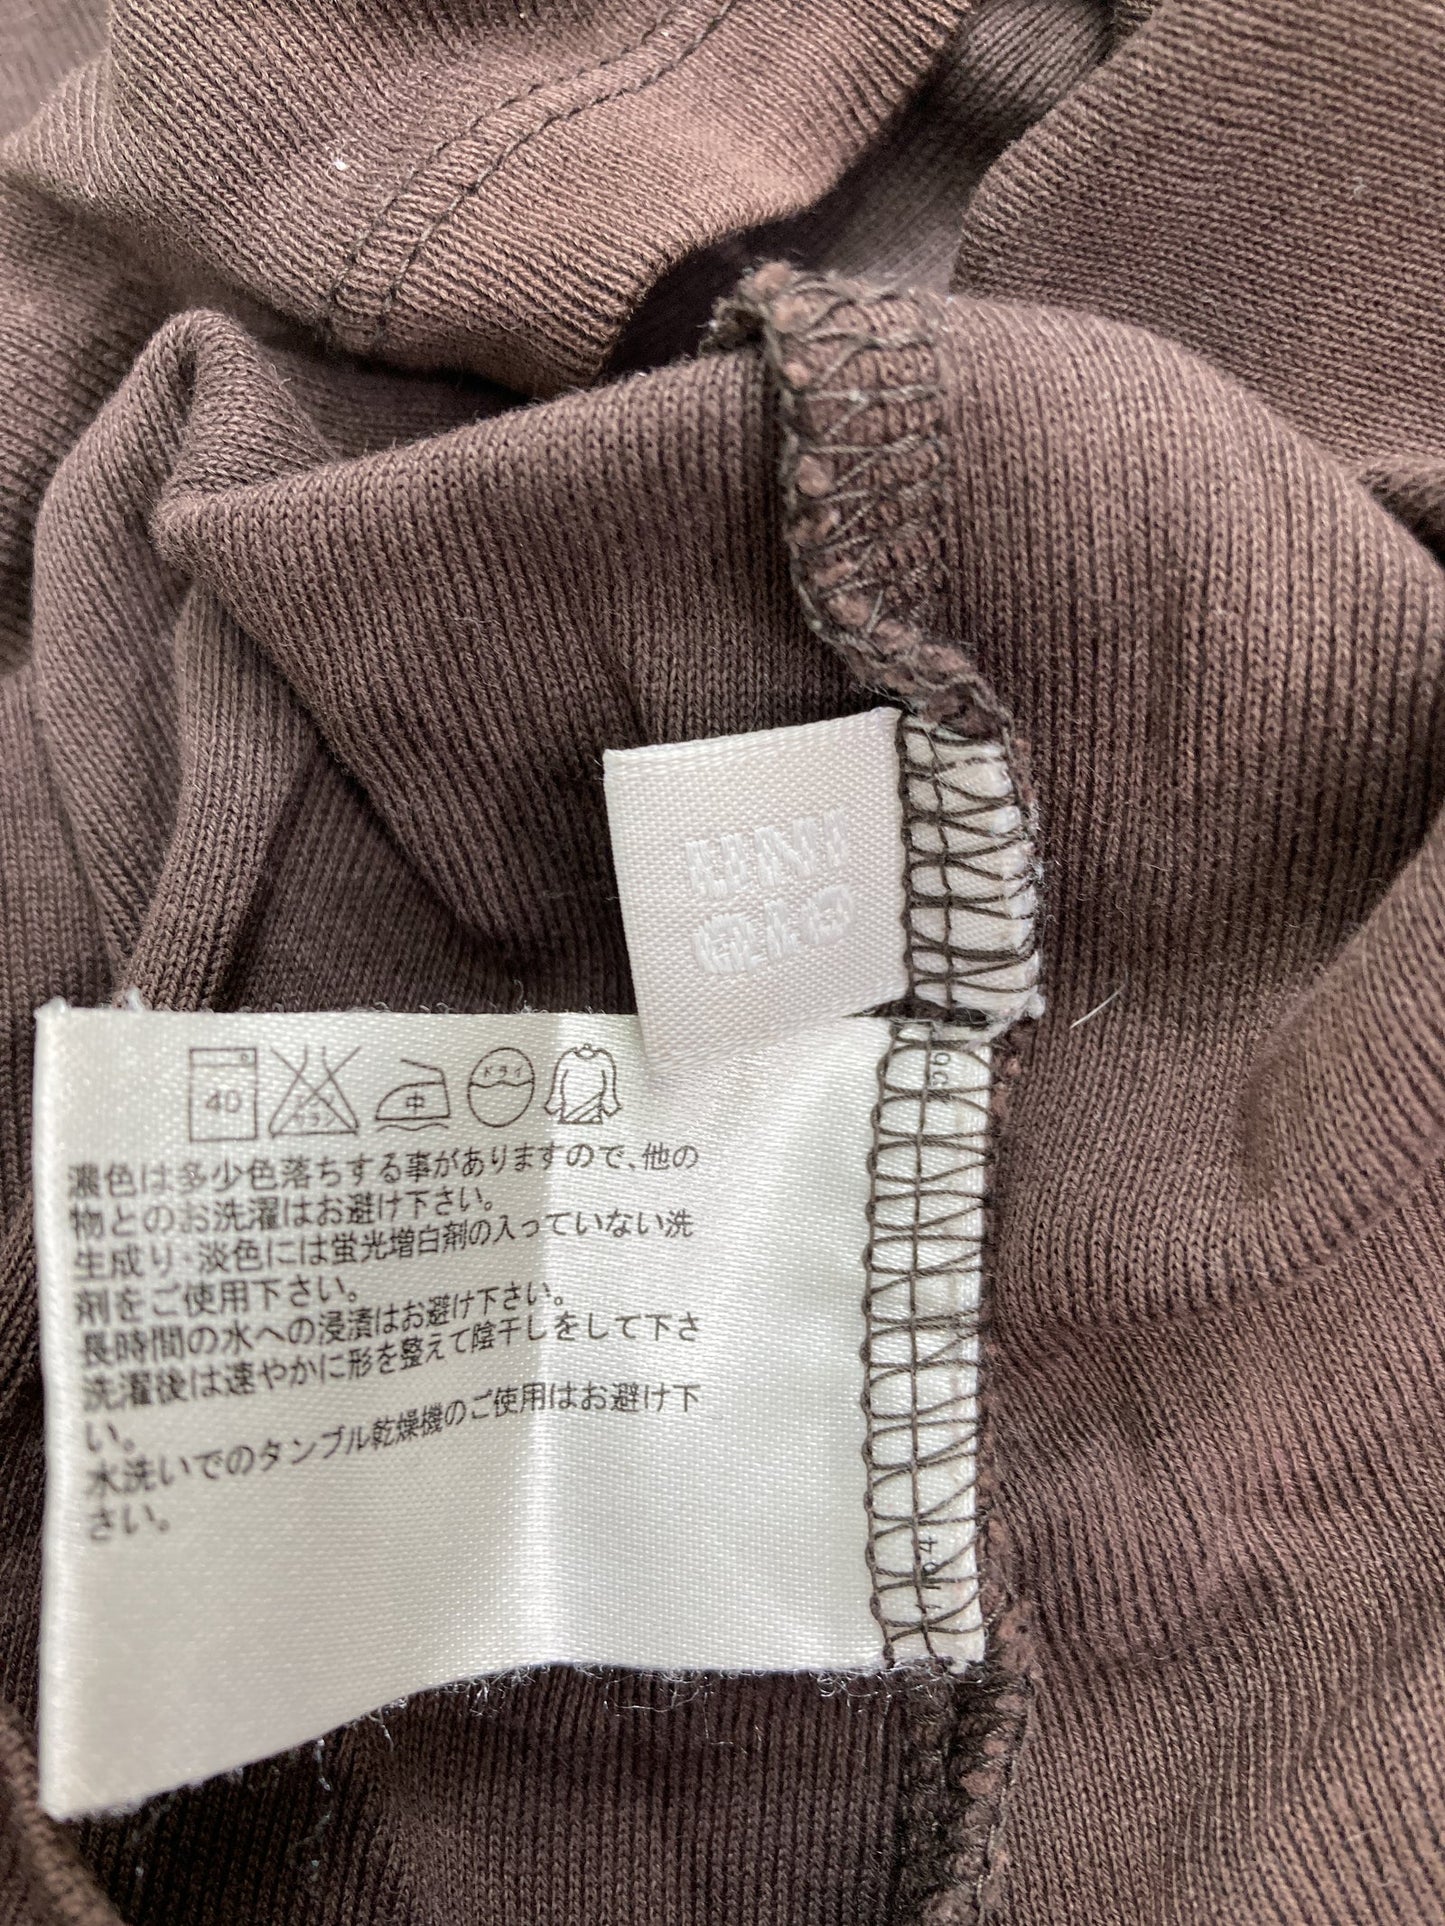 UNI
QLO
40
ドライ
中
濃色は多少色落ちする事がありますので、他の
物とのお洗濯はお避け下さい。
生成り・淡色には蛍光増白剤の入っていない洗
剤をご使用下さい。
長時間の水への浸漬はお避け下さい。
洗濯後は速やかに形を整えて陰干しをして下さ
い。
水洗いでのタンブル乾燥機のご使用はお避け下
さい。